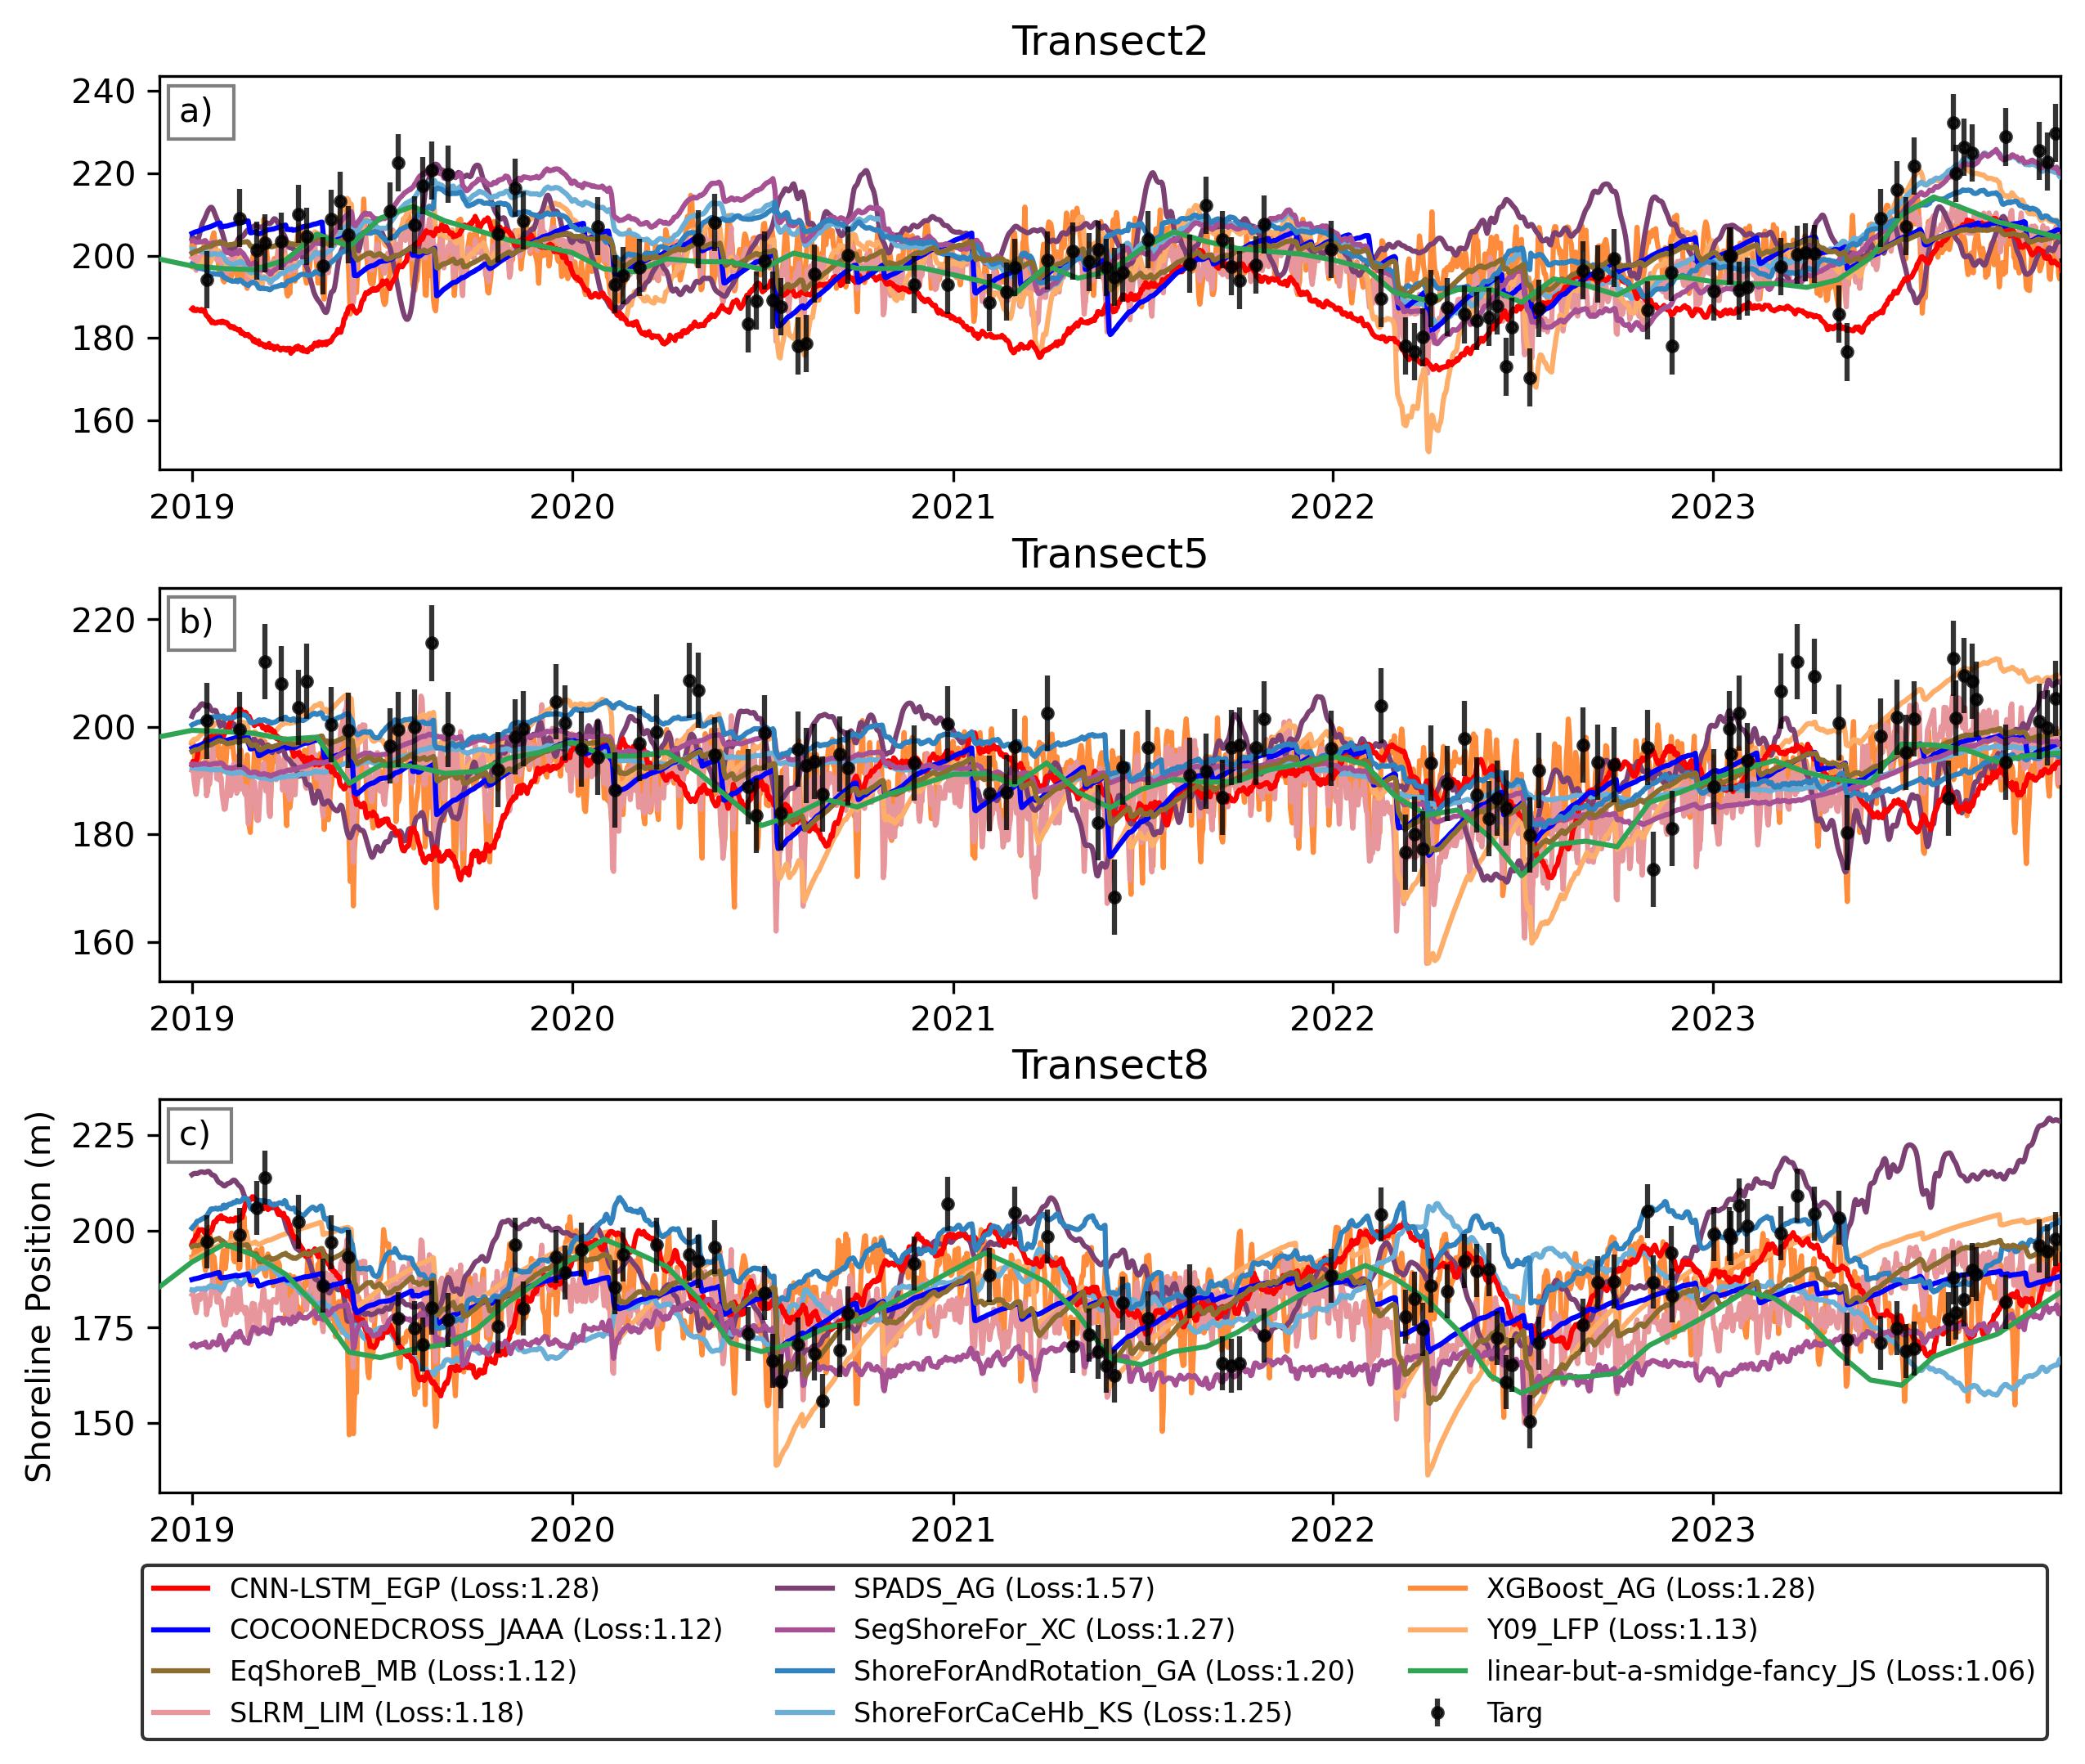 Transect2
a)
240
220
200
180
160
2019 2020 2021 2022 2023
Transect5
b)
220
200
180
160
2019 2020 2021 2022 2023
Transect8
c)
Shoreline Position (m)
225
200
175
150
2019 2020 2021 2022 2023
CNN-LSTM_EGP (Loss:1.28)
COCOONEDCROSS_JAAA (Loss:1.12)
EqShoreB_MB (Loss:1.12)
SLRM_LIM (Loss:1.18)
SPADS_AG (Loss:1.57)
SegShoreFor_XC (Loss:1.27)
ShoreForAndRotation_GA (Loss:1.20)
ShoreForCaCeHb_KS (Loss:1.25)
XGBoost_AG (Loss:1.28)
Y09_LFP (Loss:1.13)
linear-but-a-smidge-fancy_JS (Loss:1.06)
Targ